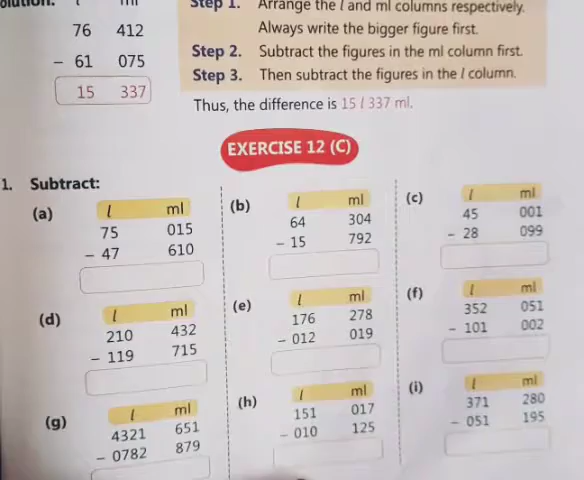 olution: l ml
76 412
− 61 075
15 337
Step 1. Arrange the l and ml columns respectively.
Always write the bigger figure first.
Step 2. Subtract the figures in the ml column first.
Step 3. Then subtract the figures in the l column.
Thus, the difference is 15 l 337 ml.
EXERCISE 12 (C)
1. Subtract:
(a) l ml
75 015
− 47 610
(b) l ml
64 304
− 15 792
(c) l ml
45 001
− 28 099
(d) l ml
210 432
− 119 715
(e) l ml
176 278
− 012 019
(f) l ml
352 051
− 101 002
(g) l ml
4321 651
− 0782 879
(h) l ml
151 017
− 010 125
(i) l ml
371 280
− 051 195